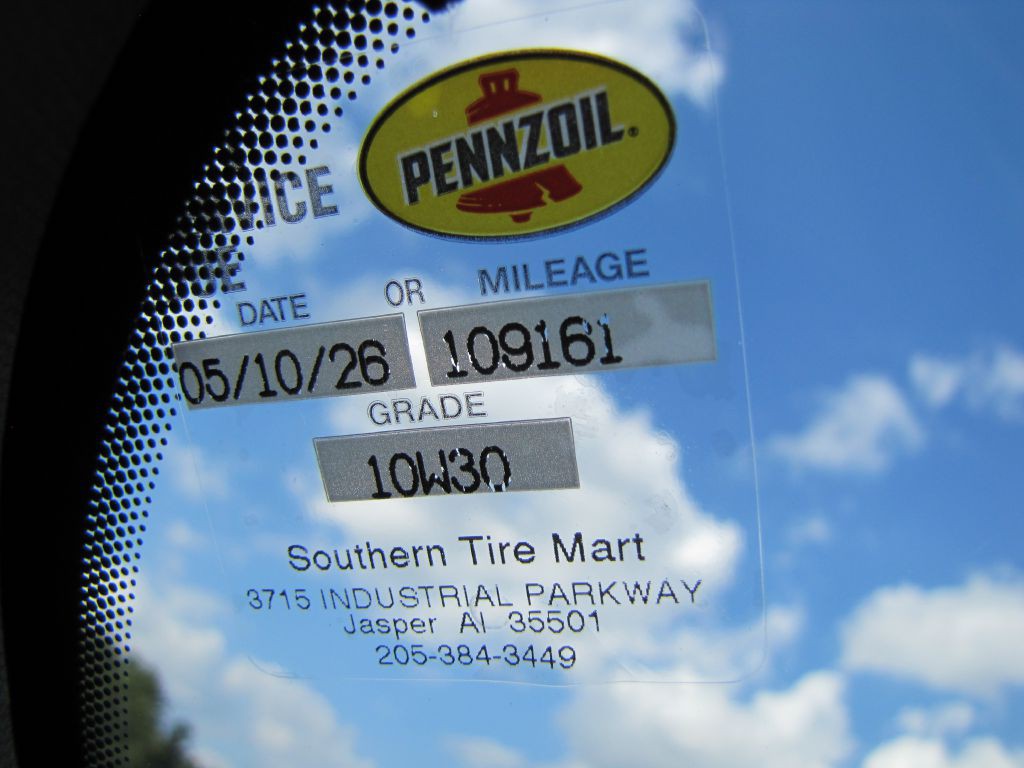 PENNZOIL
DATE OR MILEAGE
05/10/26 109161
GRADE
10W30
Southern Tire Mart
3715 INDUSTRIAL PARKWAY
Jasper Al 35501
205-384-3449